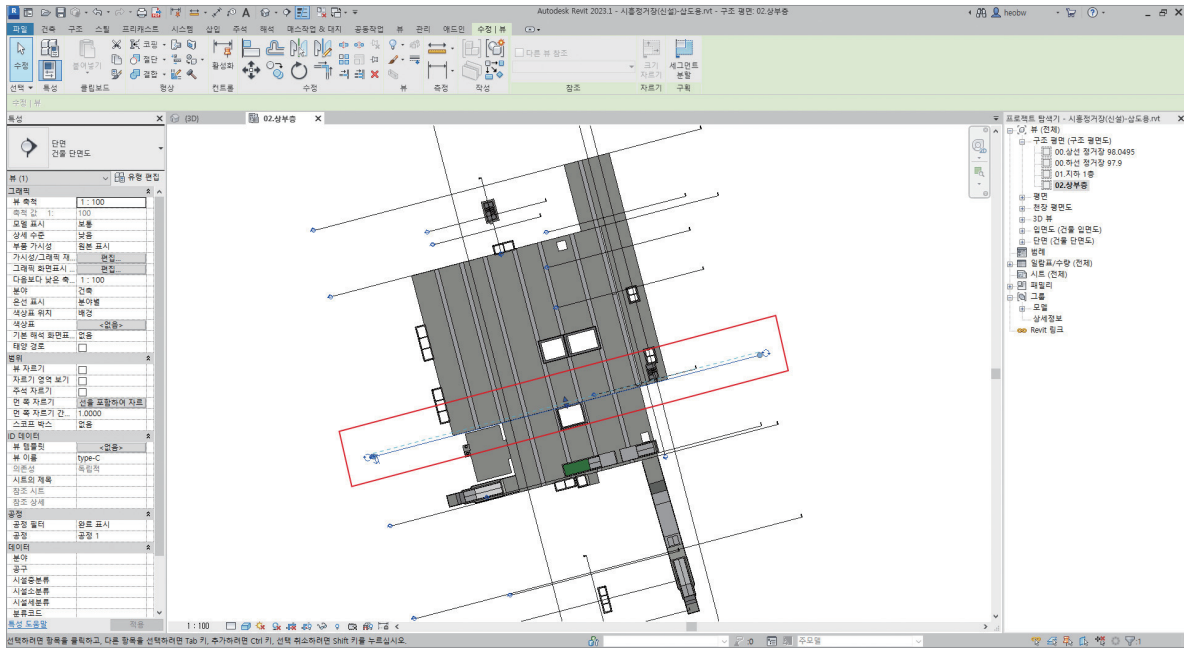 Autodesk Revit 2023.1 - 시흥정거장(신설)-삽도용.rvt - 구조 평면: 02.상부층
heobw
파일 건축 구조 스틸 프리캐스트 시스템 삽입 주석 해석 매스작업 & 대지 공동작업 뷰 관리 애드인 수정 | 뷰
수정
붙여넣기
코핑
절단
결합
활성화
다른 뷰 참조
크기 자르기
세그먼트 분할
선택 특성 클립보드 형상 컨트롤 수정 뷰 측정 작성 참조 자르기 구획
수정 | 뷰
특성
(3D)
02.상부층
단면
건물 단면도
뷰 (1)
유형 편집
그래픽
뷰 축척 1 : 100
축척 값 1: 100
모델 표시 보통
상세 수준 낮음
부품 가시성 원본 표시
가시성/그래픽 재... 편집...
그래픽 화면표시 ... 편집...
다음보다 낮은 축... 1 : 100
분야 건축
은선 표시 분야별
색상표 위치 배경
색상표 <없음>
기본 해석 화면표... 없음
태양 경로
범위
뷰 자르기
자르기 영역 보기
주석 자르기
먼 쪽 자르기 선을 포함하여 자르
먼 쪽 자르기 간... 1.0000
스코프 박스 없음
ID 데이터
뷰 템플릿 <없음>
뷰 이름 type-C
의존성 독립적
시트의 제목
참조 시트
참조 상세
공정
공정 필터 완료 표시
공정 공정 1
데이터
분야
공구
시설중분류
시설소분류
시설세분류
분류코드
특성 도움말
적용
프로젝트 탐색기 - 시흥정거장(신설)-삽도용.rvt
뷰 (전체)
구조 평면 (구조 평면도)
00.상선 정거장 98.0495
00.하선 정거장 97.9
01.지하 1층
02.상부층
평면
천장 평면도
3D 뷰
입면도 (건물 입면도)
단면 (건물 단면도)
범례
일람표/수량 (전체)
시트 (전체)
패밀리
그룹
모델
상세정보
Revit 링크
1 : 100
선택하려면 항목을 클릭하고, 다른 항목을 선택하려면 Tab 키, 추가하려면 Ctrl 키, 선택 취소하려면 Shift 키를 누르십시오.
:0
주모델
:1